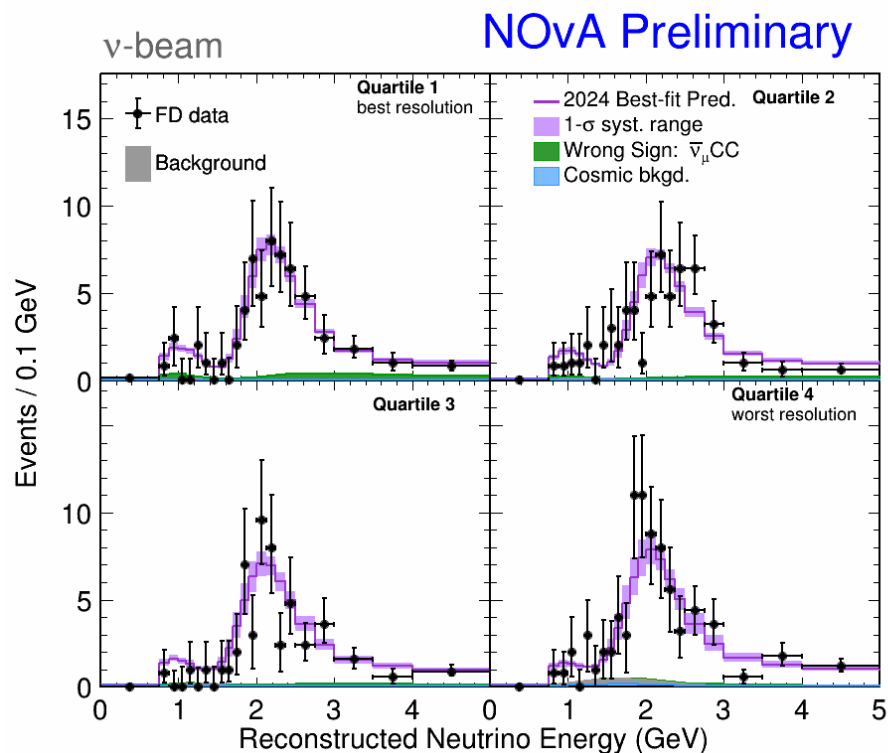 ν-beam
NOvA Preliminary
Quartile 1
best resolution
FD data
Background
2024 Best-fit Pred.
Quartile 2
1-σ syst. range
Wrong Sign: ν̅μCC
Cosmic bkgd.
15
10
5
0
Quartile 3
Quartile 4
worst resolution
10
5
0
0 1 2 3 4 0 1 2 3 4 5
Events / 0.1 GeV
Reconstructed Neutrino Energy (GeV)